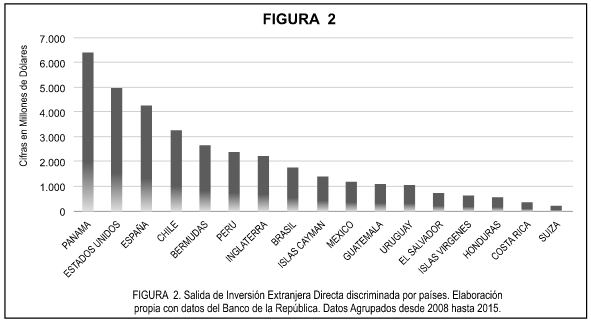 FIGURA 2
7.000
6.000
5.000
4.000
3.000
2.000
1.000
0
Cifras en Millones de Dólares
PANAMA
ESTADOS UNIDOS
ESPAÑA
CHILE
BERMUDAS
PERU
INGLATERRA
BRASIL
ISLAS CAYMAN
MEXICO
GUATEMALA
URUGUAY
EL SALVADOR
ISLAS VIRGENES
HONDURAS
COSTA RICA
SUIZA
FIGURA 2. Salida de Inversión Extranjera Directa discriminada por países. Elaboración
propia con datos del Banco de la República. Datos Agrupados desde 2008 hasta 2015.